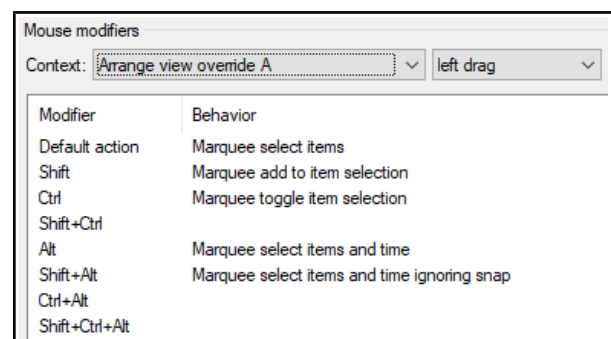 Mouse modifiers
Context: Arrange view override A left drag
Modifier Behavior
Default action Marquee select items
Shift Marquee add to item selection
Ctrl Marquee toggle item selection
Shift+Ctrl
Alt Marquee select items and time
Shift+Alt Marquee select items and time ignoring snap
Ctrl+Alt
Shift+Ctrl+Alt